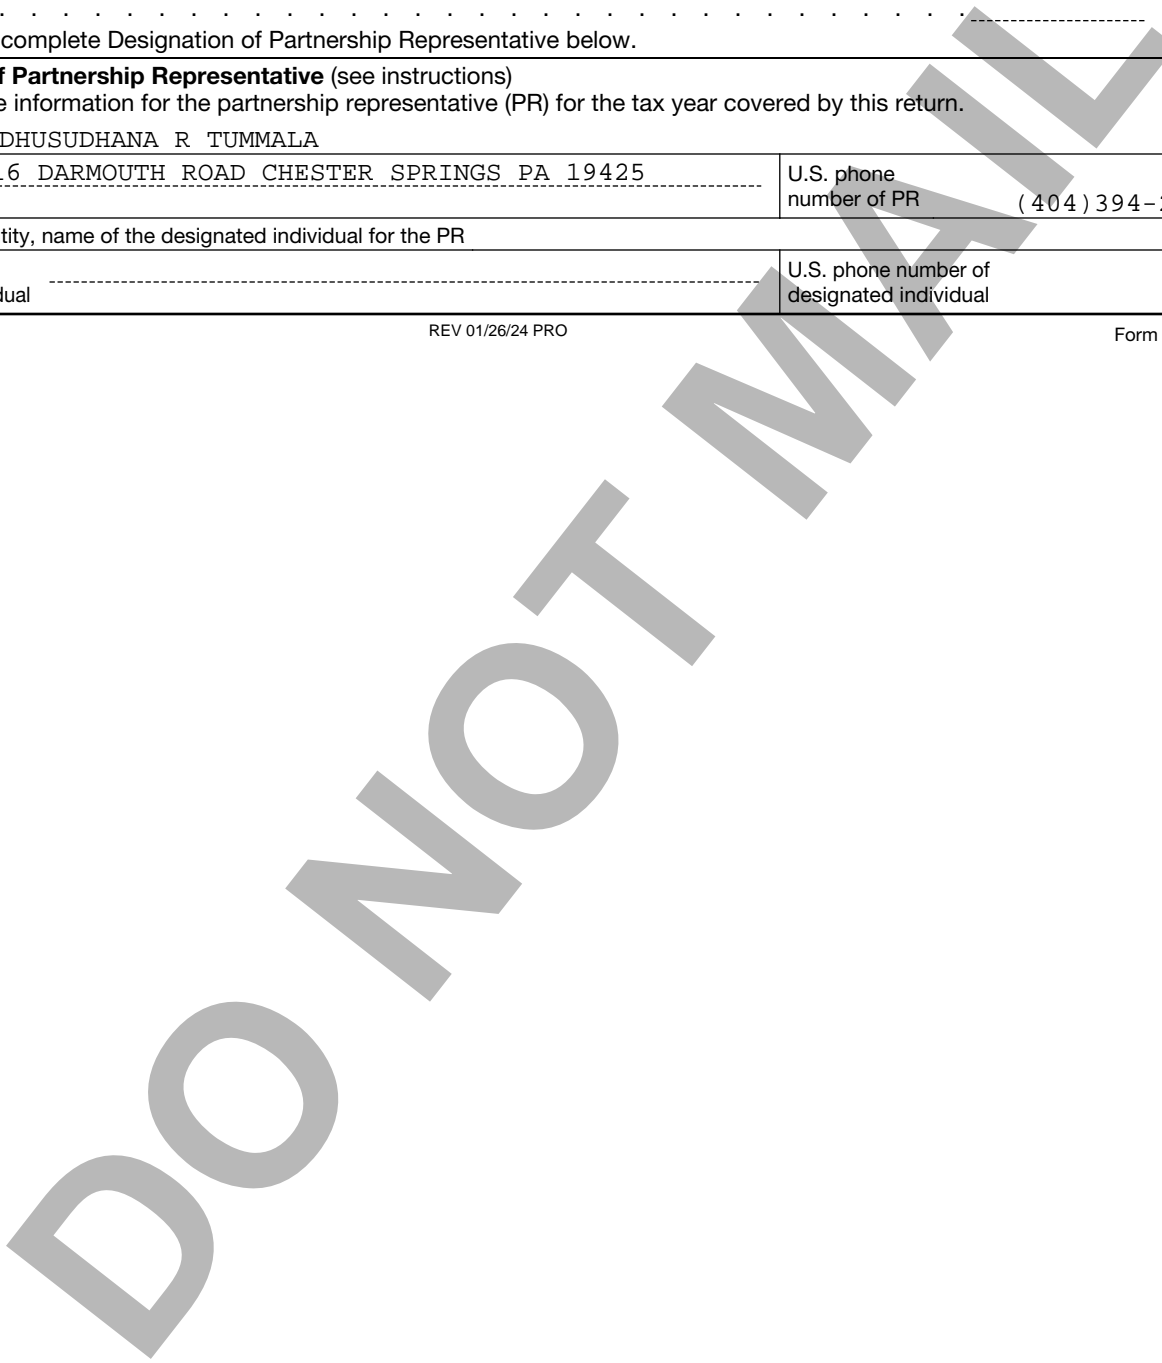 complete Designation of Partnership Representative below.
f Partnership Representative (see instructions)
e information for the partnership representative (PR) for the tax year covered by this return.
DHUSUDHANA R TUMMALA
16 DARMOUTH ROAD CHESTER SPRINGS PA 19425
U.S. phone
number of PR (404)394-
tity, name of the designated individual for the PR
dual
U.S. phone number of
designated individual
REV 01/26/24 PRO Form
DO NOT MAIL